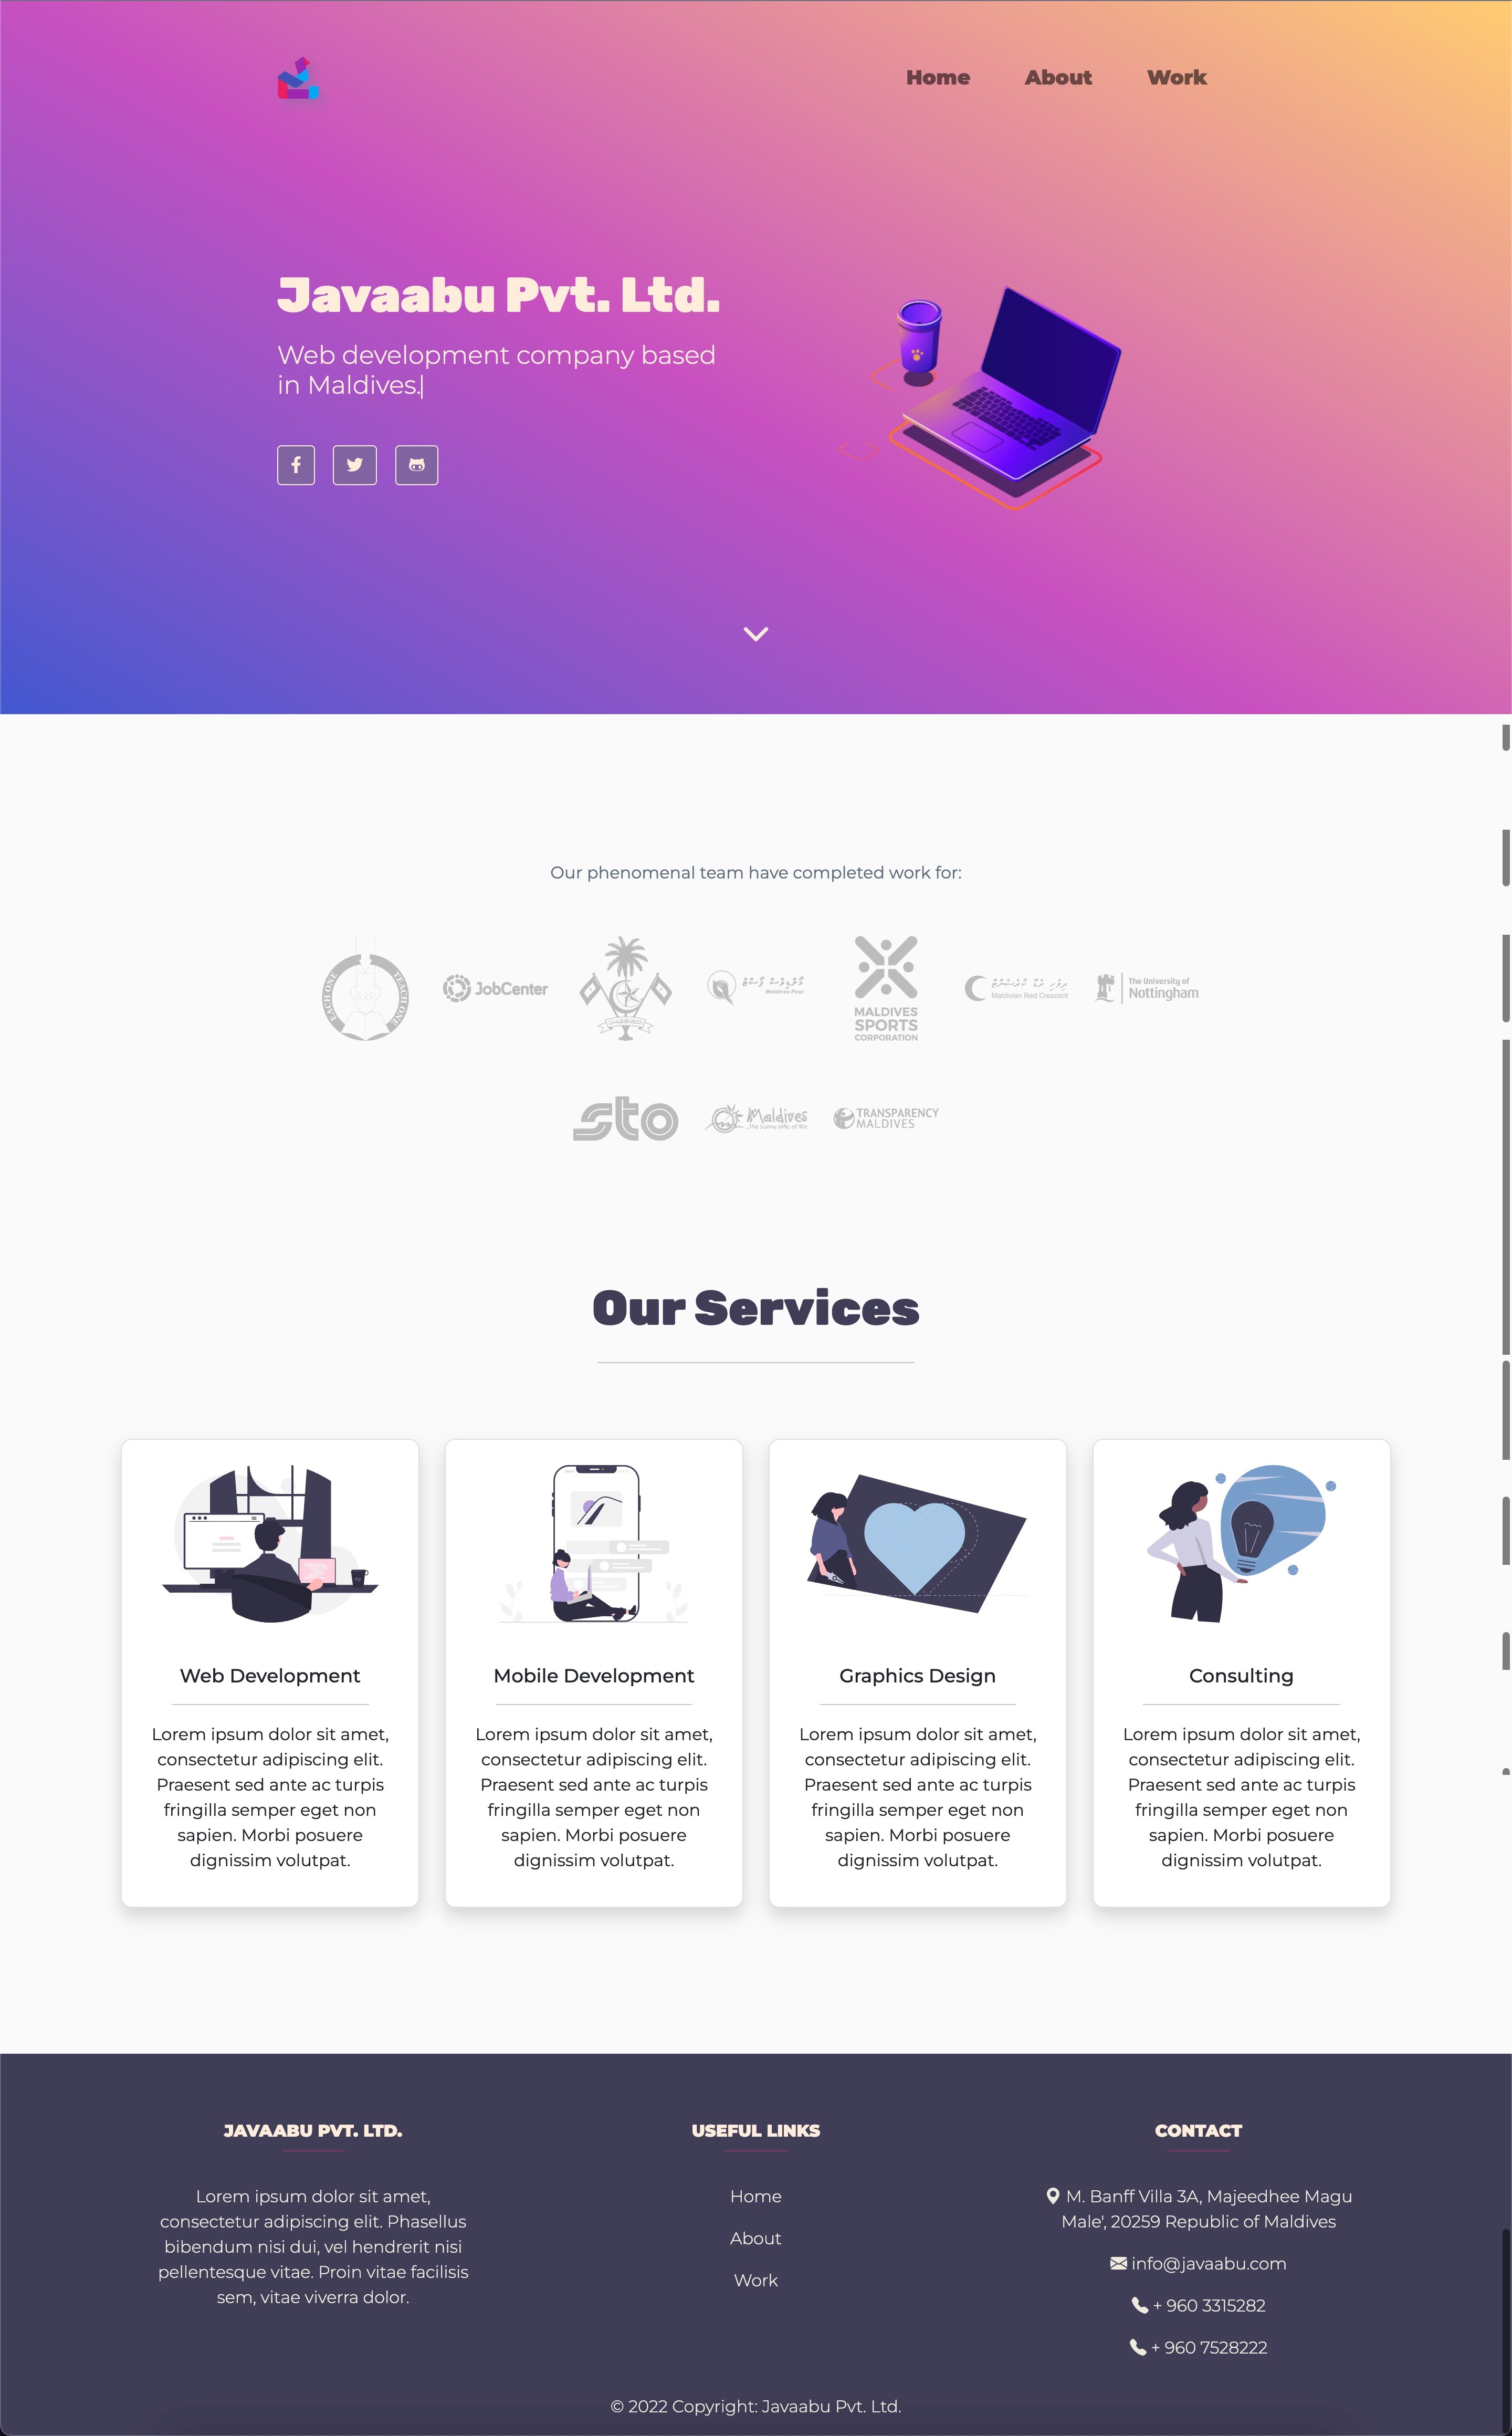 Home About Work
Javaabu Pvt. Ltd.
Web development company based
in Maldives.
Our phenomenal team have completed work for:
EACH ONE TEACH ONE
JobCenter
މޯލްޑިވްސް ޕޯސްޓް
Maldives Post
MALDIVES
SPORTS
CORPORATION
Maldivian Red Crescent
The University of
Nottingham
sto
Maldives
...the sunny side of life
TRANSPARENCY
MALDIVES
Our Services
Web Development
Lorem ipsum dolor sit amet,
consectetur adipiscing elit.
Praesent sed ante ac turpis
fringilla semper eget non
sapien. Morbi posuere
dignissim volutpat.
Mobile Development
Lorem ipsum dolor sit amet,
consectetur adipiscing elit.
Praesent sed ante ac turpis
fringilla semper eget non
sapien. Morbi posuere
dignissim volutpat.
Graphics Design
Lorem ipsum dolor sit amet,
consectetur adipiscing elit.
Praesent sed ante ac turpis
fringilla semper eget non
sapien. Morbi posuere
dignissim volutpat.
Consulting
Lorem ipsum dolor sit amet,
consectetur adipiscing elit.
Praesent sed ante ac turpis
fringilla semper eget non
sapien. Morbi posuere
dignissim volutpat.
JAVAABU PVT. LTD.
Lorem ipsum dolor sit amet,
consectetur adipiscing elit. Phasellus
bibendum nisi dui, vel hendrerit nisi
pellentesque vitae. Proin vitae facilisis
sem, vitae viverra dolor.
USEFUL LINKS
Home
About
Work
CONTACT
M. Banff Villa 3A, Majeedhee Magu
Male', 20259 Republic of Maldives
info@javaabu.com
+ 960 3315282
+ 960 7528222
© 2022 Copyright: Javaabu Pvt. Ltd.